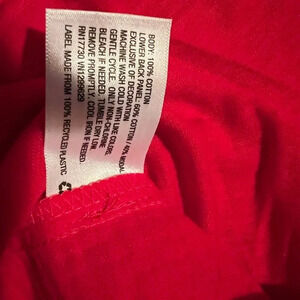 BODY: 100% COTTON
LOWER BACK PANEL: 60% COTTON / 40% MODAL
EXCLUSIVE OF DECORATION
MACHINE WASH COLD WITH LIKE COLORS,
GENTLE CYCLE. ONLY NON-CHLORINE
BLEACH IF NEEDED. TUMBLE DRY LOW.
REMOVE PROMPTLY. COOL IRON IF NEEDED.
RN17730 VN1299629
LABEL MADE FROM 100% RECYCLED PLASTIC